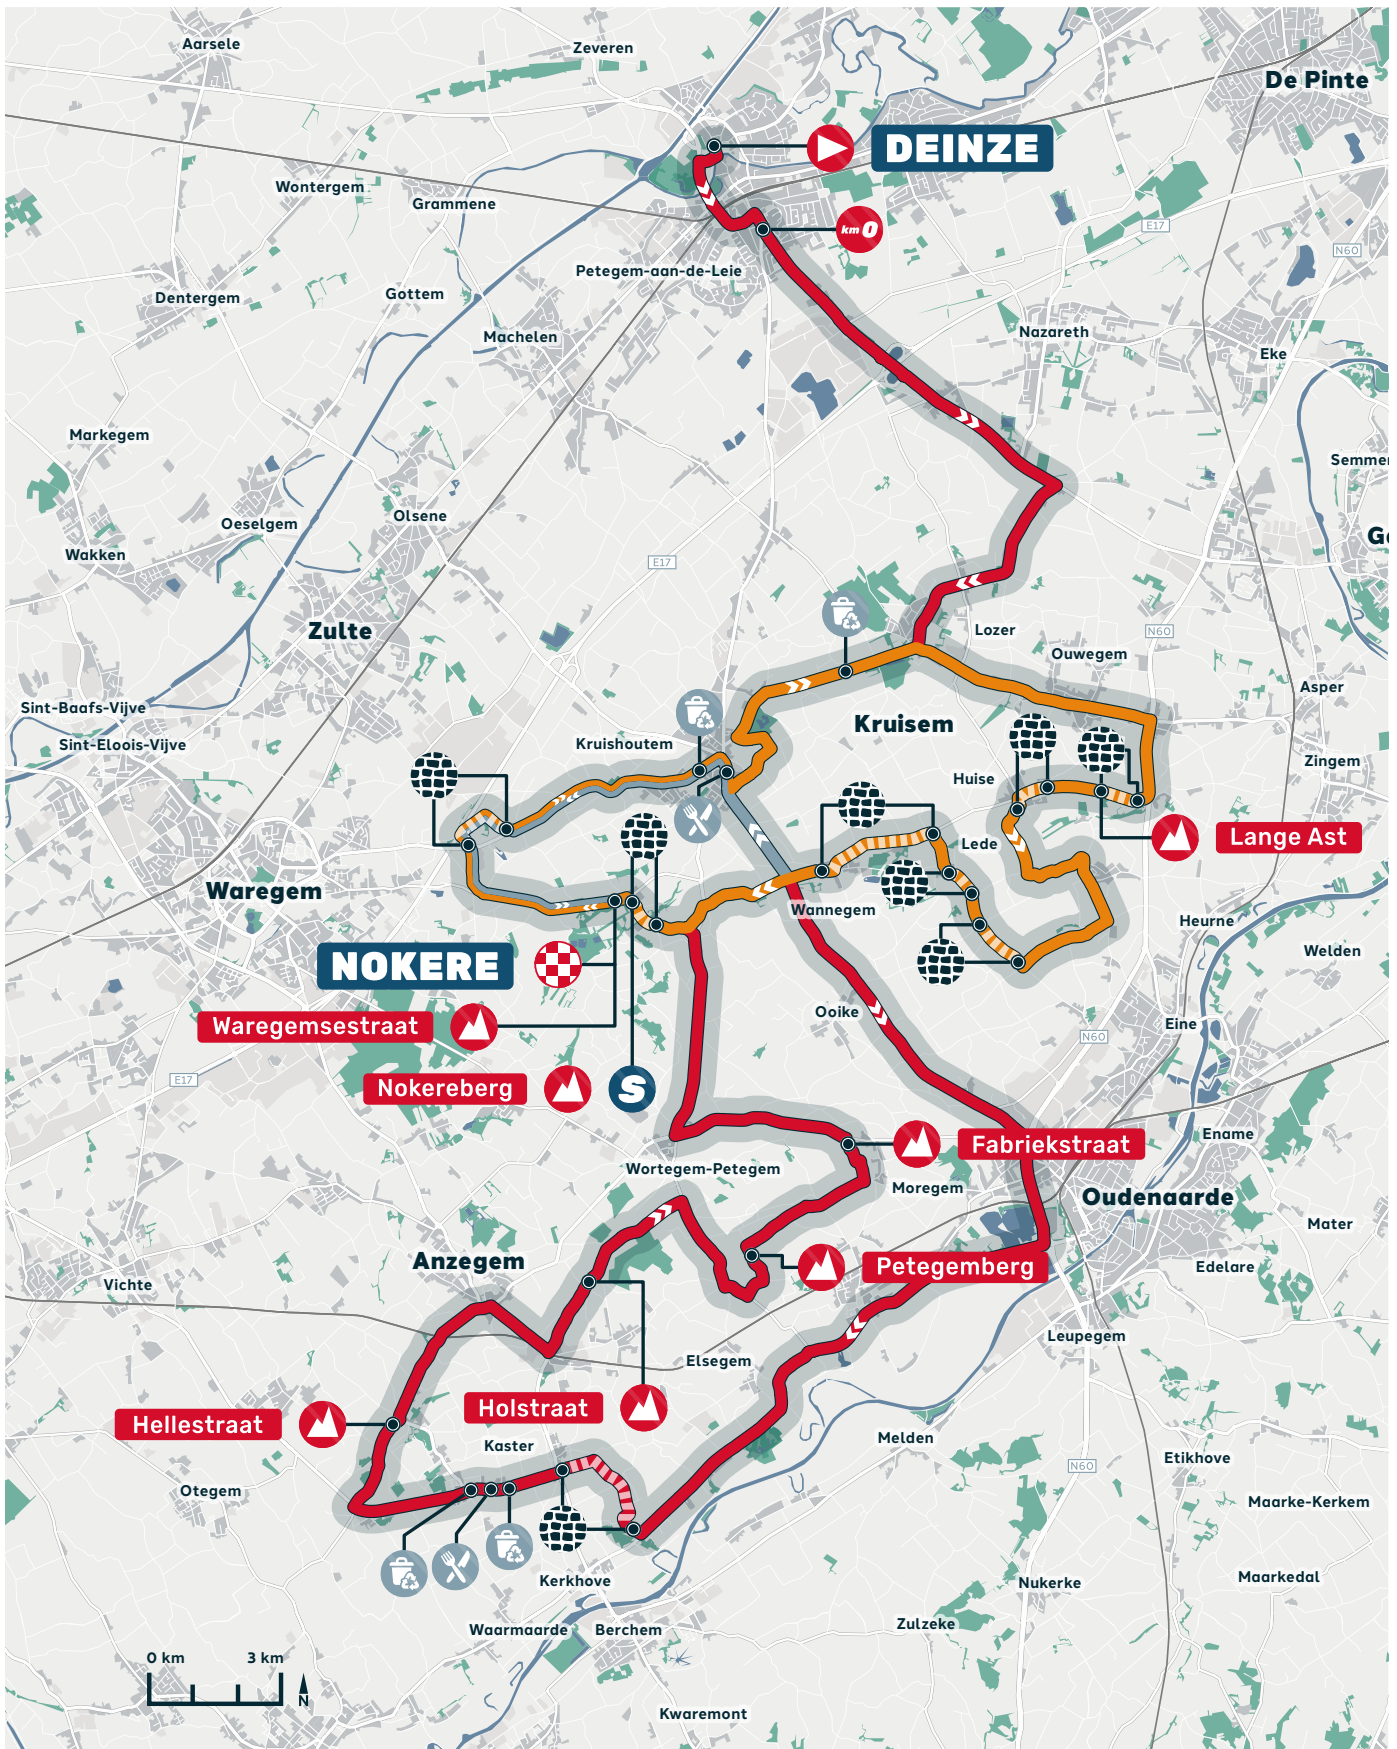 Aarsele
Zeveren
De Pinte
DEINZE
Wontergem
Grammene
km 0
E17
N60
Petegem-aan-de-Leie
Dentergem
Gottem
Machelen
Nazareth
Eke
Markegem
Semmer
Olsene
Oeselgem
Wakken
Ga
E17
Zulte
Lozer
N60
Ouwegem
Asper
Sint-Baafs-Vijve
Kruisem
Sint-Eloois-Vijve
Kruishoutem
Zingem
Huise
Lede
Lange Ast
Waregem
Wannegem
Heurne
Welden
NOKERE
Ooike
Eine
Waregemsestraat
N60
E17
Nokereberg
S
Ename
Fabriekstraat
Wortegem-Petegem
Moregem
Oudenaarde
Mater
Anzegem
Petegemberg
Edelare
Vichte
Leupegem
Elsegem
Holstraat
Hellestraat
Kaster
Melden
Etikhove
N60
Otegem
Maarke-Kerkem
Kerkhove
Nukerke
Maarkedal
Waarmaarde
Berchem
Zulzeke
0 km
3 km
N
Kwaremont